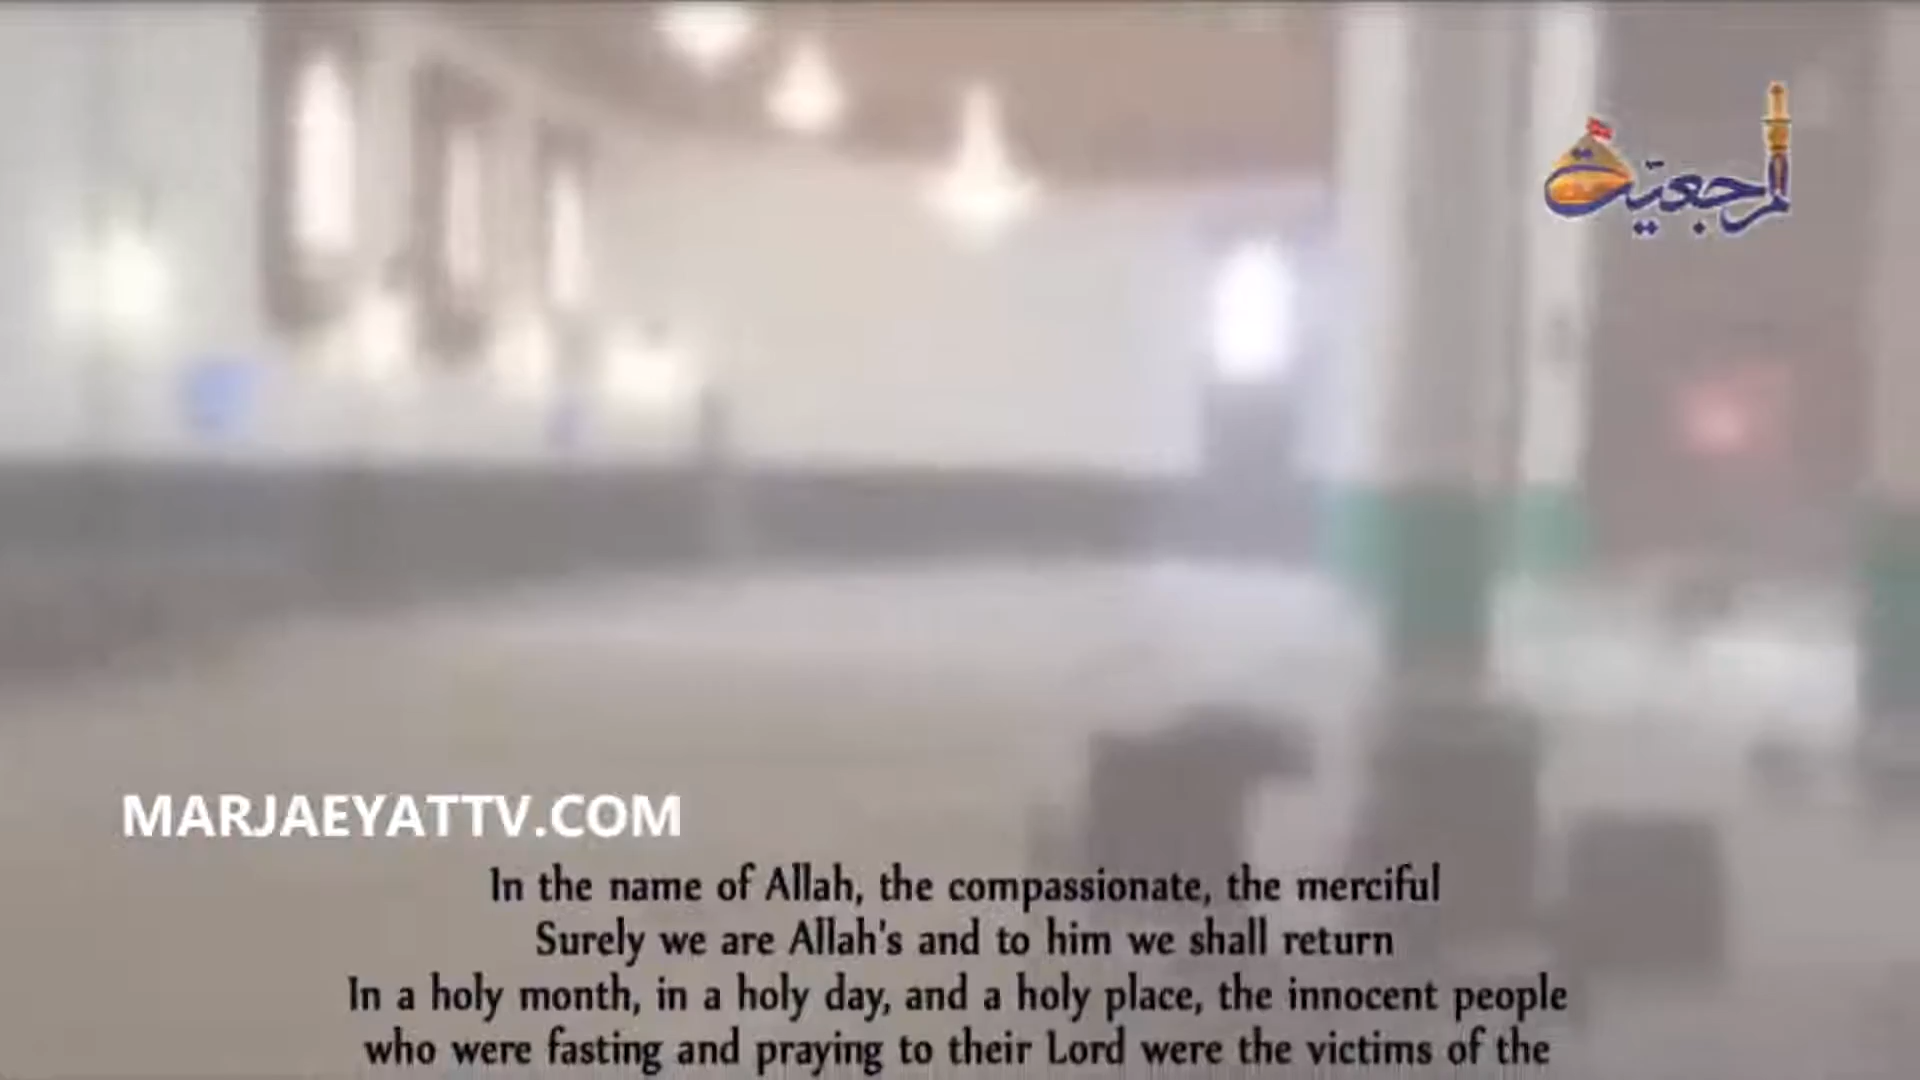 المرجعیة
MARJAEYATTV.COM
In the name of Allah, the compassionate, the merciful
Surely we are Allah's and to him we shall return
In a holy month, in a holy day, and a holy place, the innocent people
who were fasting and praying to their Lord were the victims of the